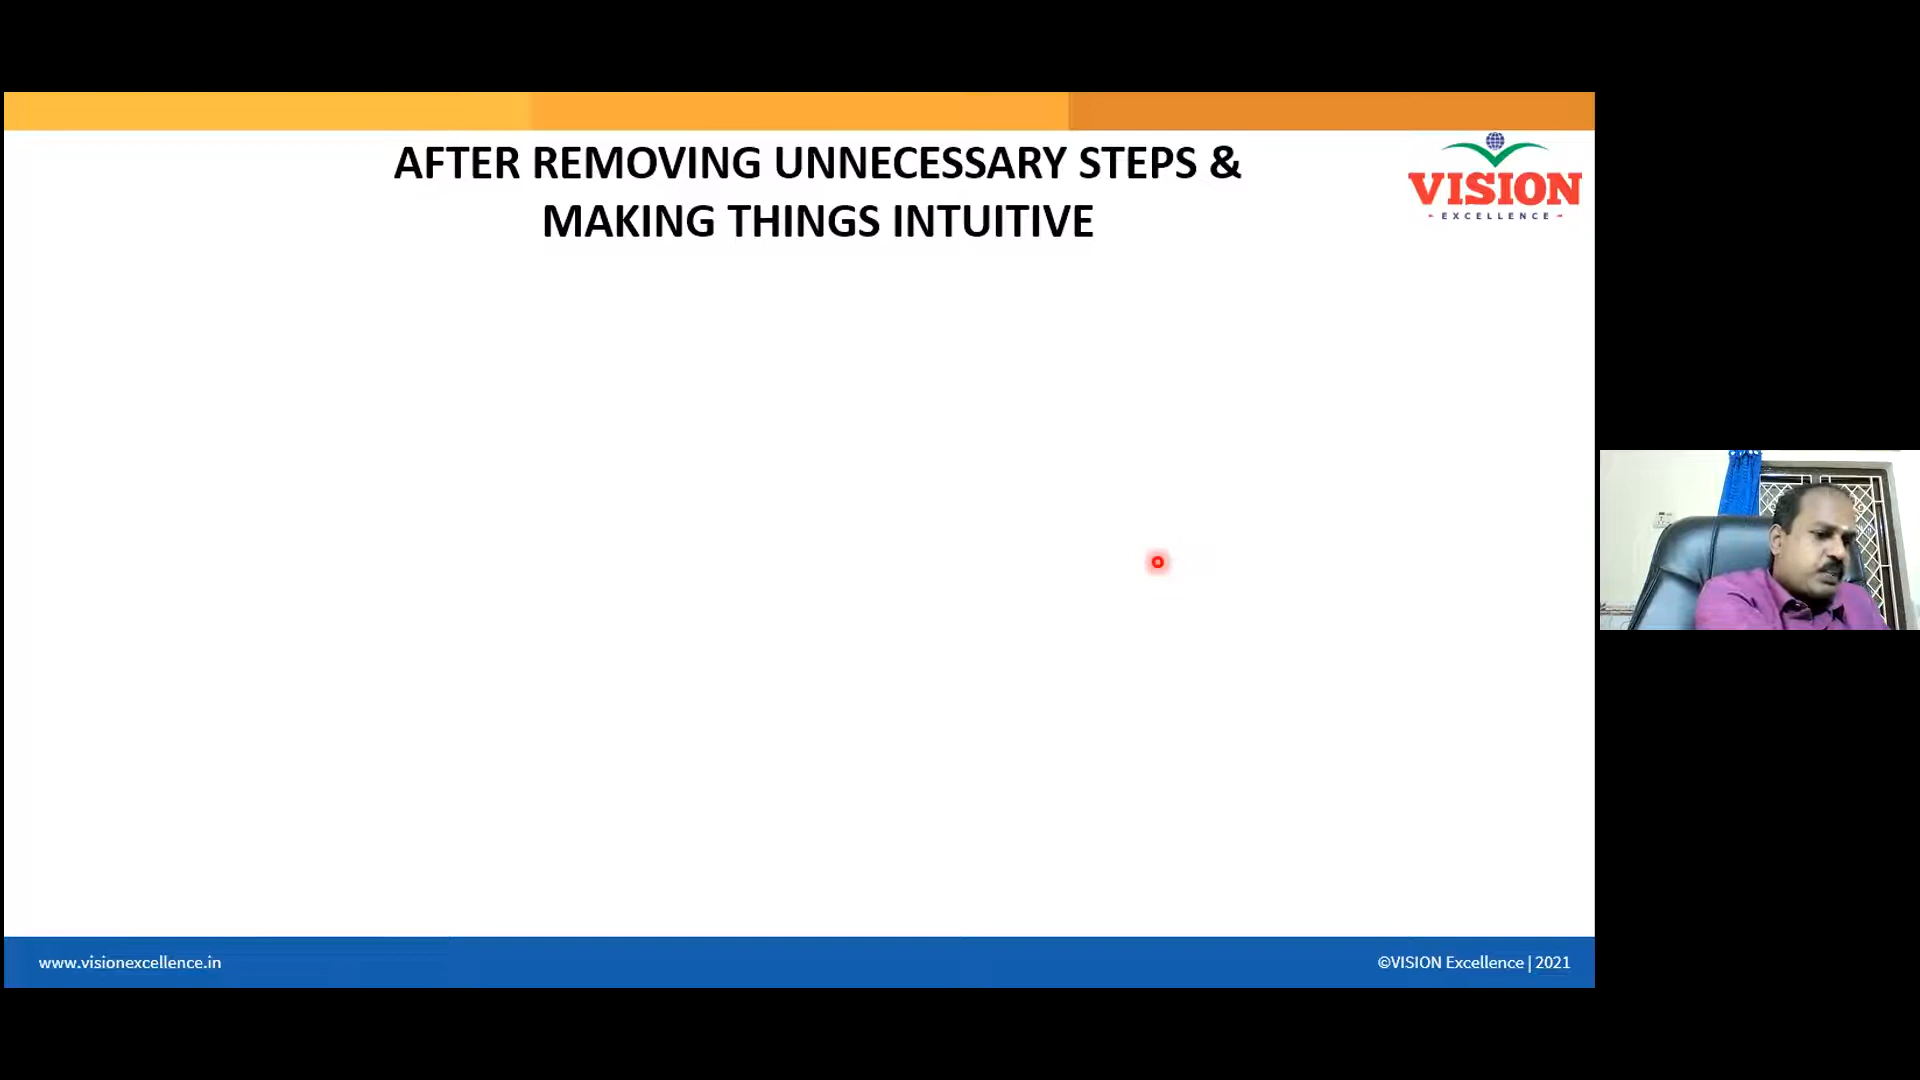 AFTER REMOVING UNNECESSARY STEPS &
MAKING THINGS INTUITIVE
VISION
EXCELLENCE
www.visionexcellence.in
©VISION Excellence | 2021